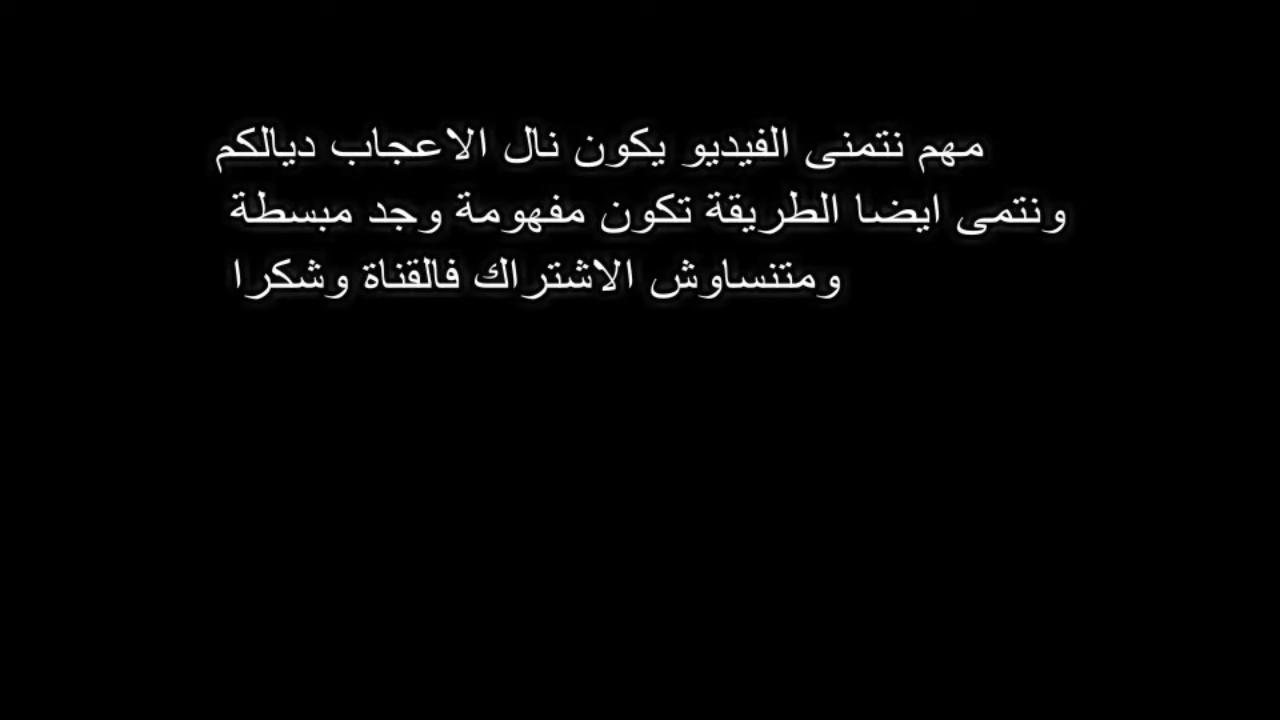 مهم نتمنى الفيديو يكون نال الاعجاب ديالكم
ونتمى ايضا الطريقة تكون مفهومة وجد مبسطة
ومتنساوش الاشتراك فالقناة وشكرا